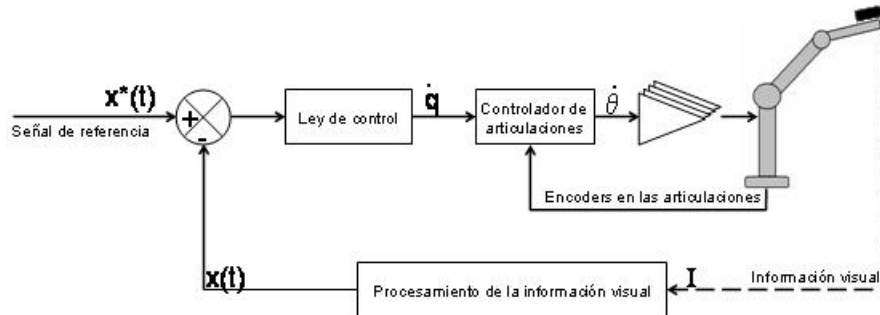 x*(t)
Señal de referencia
+
-
Ley de control
q̇
Controlador de
articulaciones
θ̇
Encoders en las articulaciones
x(t)
Procesamiento de la información visual
I
Información visual